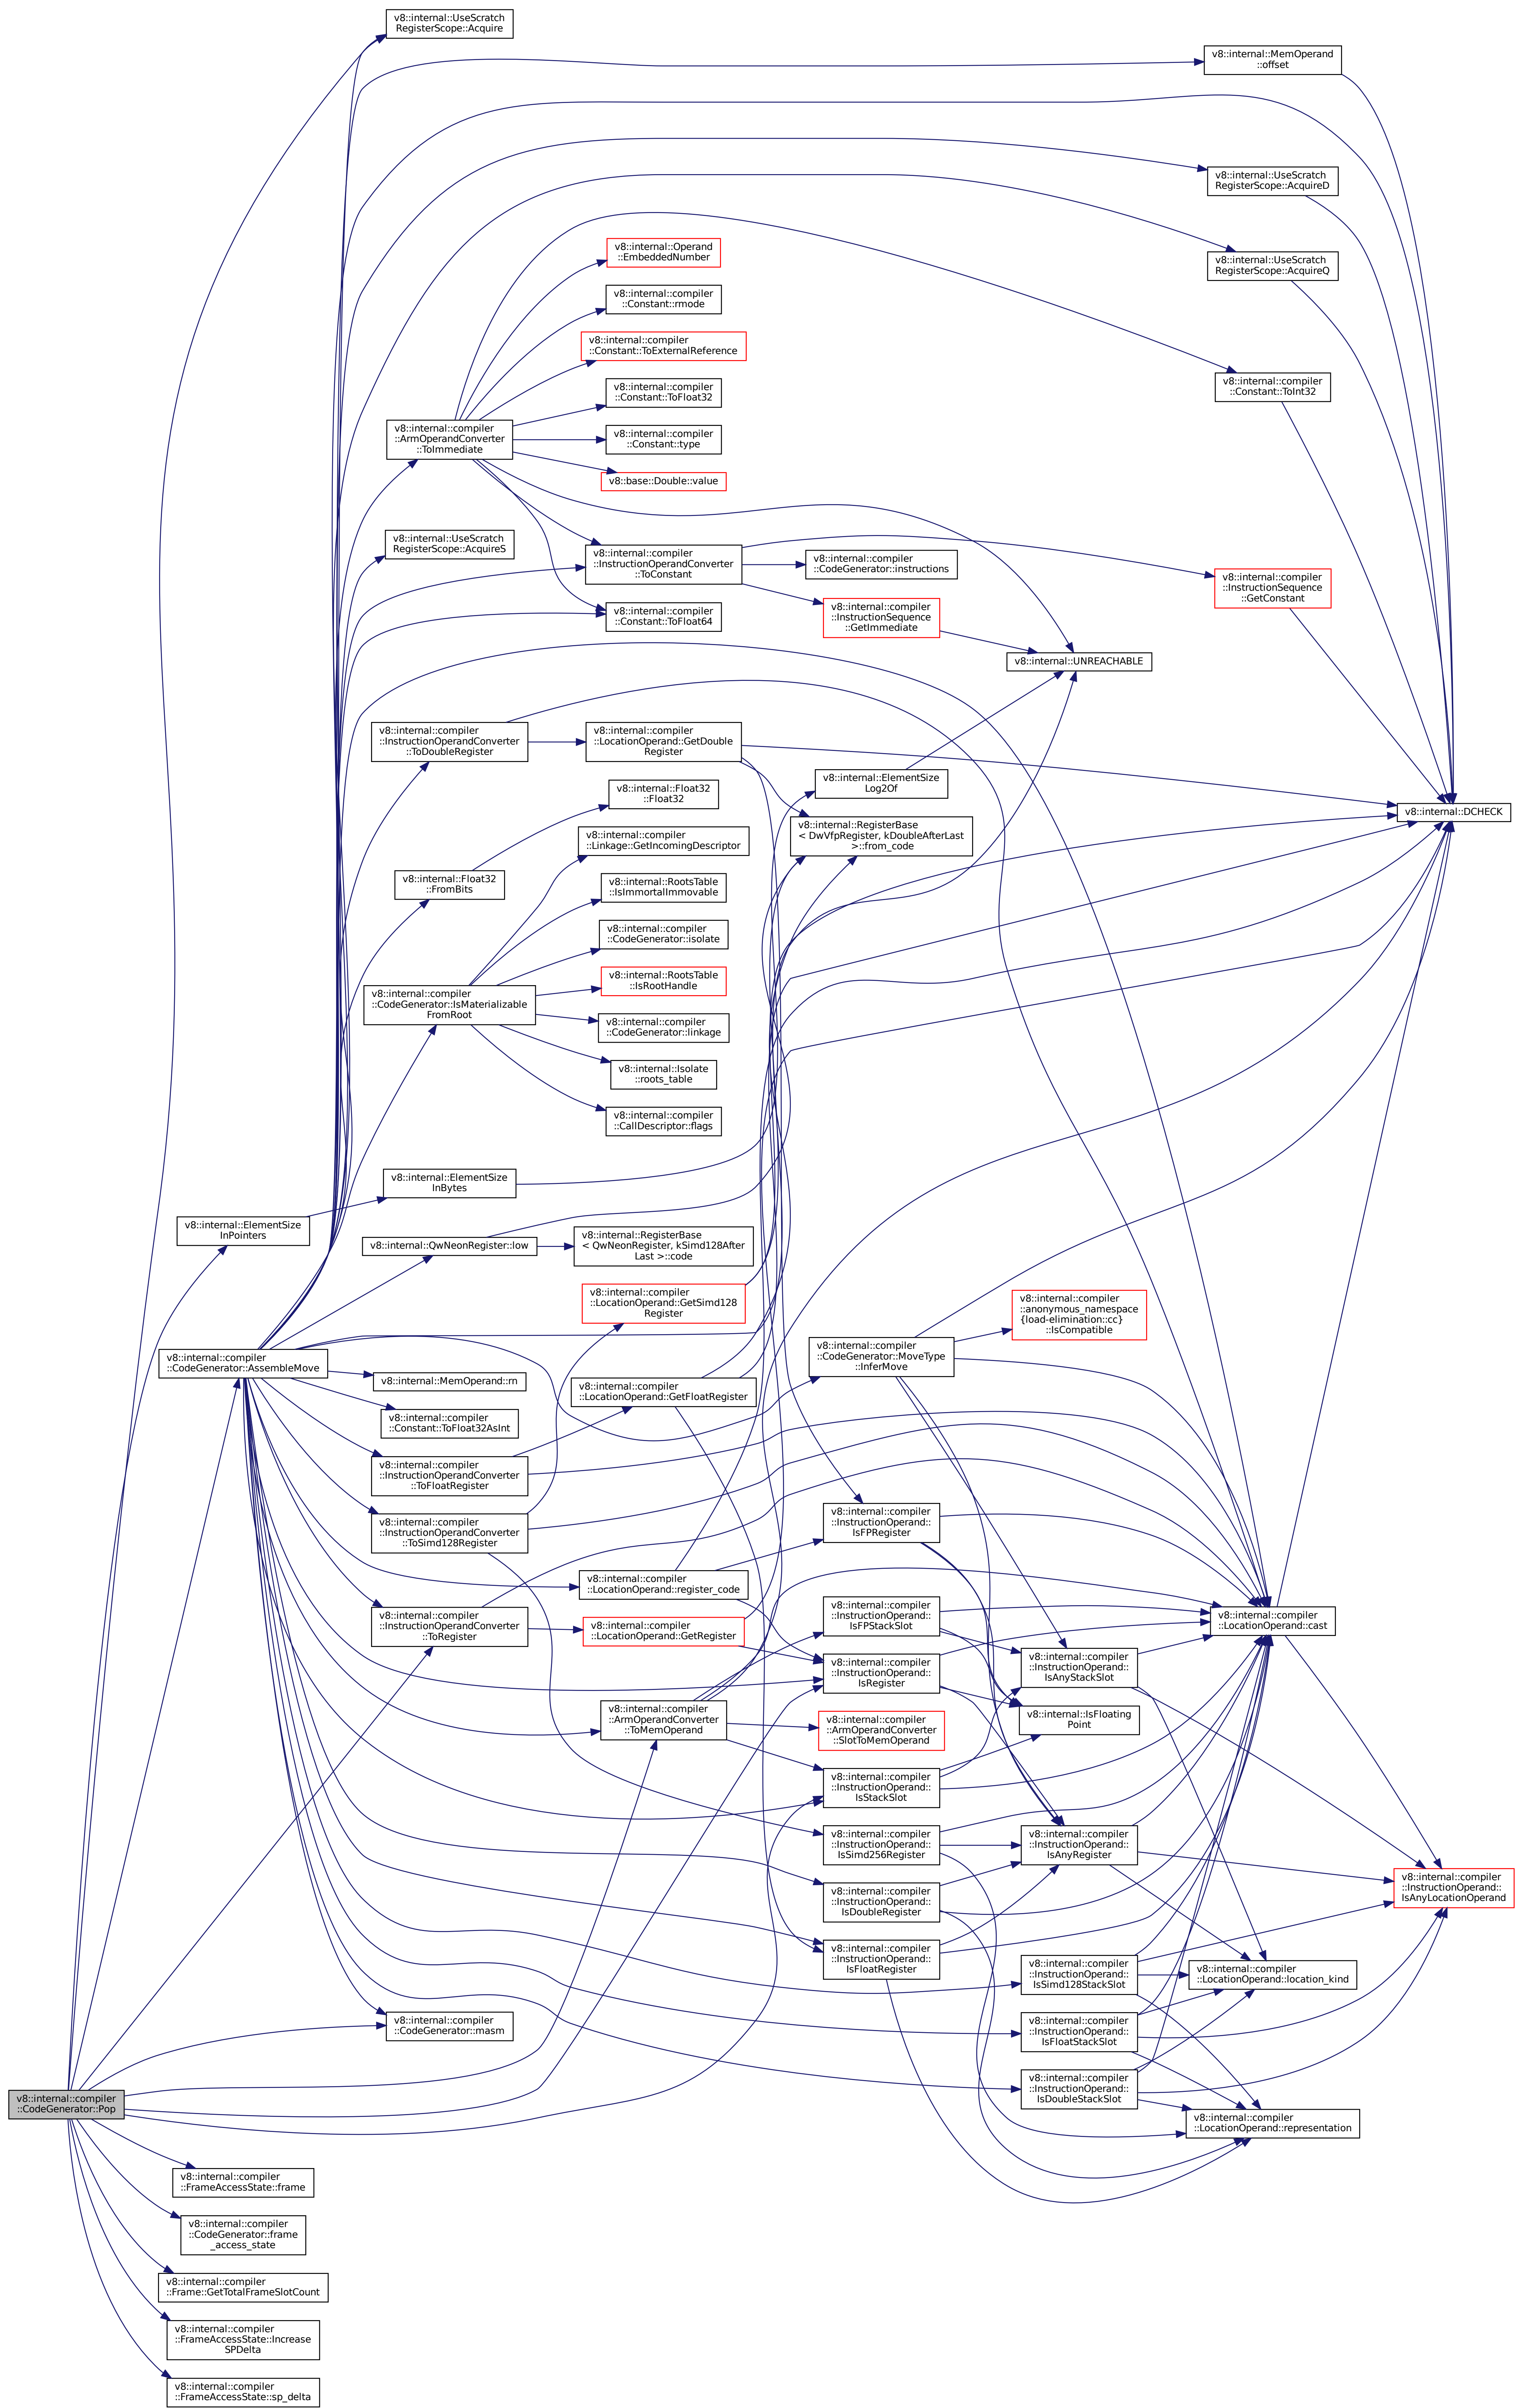 v8::internal::UseScratch
RegisterScope::Acquire
v8::internal::MemOperand
::offset
v8::internal::UseScratch
RegisterScope::AcquireD
v8::internal::UseScratch
RegisterScope::AcquireQ
v8::internal::Operand
::EmbeddedNumber
v8::internal::compiler
::Constant::rmode
v8::internal::compiler
::Constant::ToExternalReference
v8::internal::compiler
::Constant::ToFloat32
v8::internal::compiler
::Constant::ToInt32
v8::internal::compiler
::ArmOperandConverter
::ToImmediate
v8::internal::compiler
::Constant::type
v8::base::Double::value
v8::internal::UseScratch
RegisterScope::AcquireS
v8::internal::compiler
::InstructionOperandConverter
::ToConstant
v8::internal::compiler
::CodeGenerator::instructions
v8::internal::compiler
::InstructionSequence
::GetConstant
v8::internal::compiler
::Constant::ToFloat64
v8::internal::compiler
::InstructionSequence
::GetImmediate
v8::internal::UNREACHABLE
v8::internal::compiler
::InstructionOperandConverter
::ToDoubleRegister
v8::internal::compiler
::LocationOperand::GetDouble
Register
v8::internal::ElementSize
Log2Of
v8::internal::Float32
::Float32
v8::internal::RegisterBase
< DwVfpRegister, kDoubleAfterLast
>::from_code
v8::internal::DCHECK
v8::internal::compiler
::Linkage::GetIncomingDescriptor
v8::internal::Float32
::FromBits
v8::internal::RootsTable
::IsImmortalImmovable
v8::internal::compiler
::CodeGenerator::isolate
v8::internal::RootsTable
::IsRootHandle
v8::internal::compiler
::CodeGenerator::IsMaterializable
FromRoot
v8::internal::compiler
::CodeGenerator::linkage
v8::internal::Isolate
::roots_table
v8::internal::compiler
::CallDescriptor::flags
v8::internal::ElementSize
InBytes
v8::internal::ElementSize
InPointers
v8::internal::QwNeonRegister::low
v8::internal::RegisterBase
< QwNeonRegister, kSimd128After
Last >::code
v8::internal::compiler
::LocationOperand::GetSimd128
Register
v8::internal::compiler
::anonymous_namespace
{load-elimination::cc}
::IsCompatible
v8::internal::compiler
::CodeGenerator::AssembleMove
v8::internal::compiler
::CodeGenerator::MoveType
::InferMove
v8::internal::MemOperand::rn
v8::internal::compiler
::LocationOperand::GetFloatRegister
v8::internal::compiler
::Constant::ToFloat32AsInt
v8::internal::compiler
::InstructionOperandConverter
::ToFloatRegister
v8::internal::compiler
::InstructionOperandConverter
::ToSimd128Register
v8::internal::compiler
::InstructionOperand::
IsFPRegister
v8::internal::compiler
::LocationOperand::register_code
v8::internal::compiler
::InstructionOperandConverter
::ToRegister
v8::internal::compiler
::LocationOperand::GetRegister
v8::internal::compiler
::InstructionOperand::
IsFPStackSlot
v8::internal::compiler
::LocationOperand::cast
v8::internal::compiler
::InstructionOperand::
IsRegister
v8::internal::compiler
::InstructionOperand::
IsAnyStackSlot
v8::internal::compiler
::ArmOperandConverter
::ToMemOperand
v8::internal::compiler
::ArmOperandConverter
::SlotToMemOperand
v8::internal::IsFloating
Point
v8::internal::compiler
::InstructionOperand::
IsStackSlot
v8::internal::compiler
::InstructionOperand::
IsSimd256Register
v8::internal::compiler
::InstructionOperand::
IsAnyRegister
v8::internal::compiler
::InstructionOperand::
IsAnyLocationOperand
v8::internal::compiler
::InstructionOperand::
IsDoubleRegister
v8::internal::compiler
::InstructionOperand::
IsFloatRegister
v8::internal::compiler
::InstructionOperand::
IsSimd128StackSlot
v8::internal::compiler
::LocationOperand::location_kind
v8::internal::compiler
::CodeGenerator::masm
v8::internal::compiler
::InstructionOperand::
IsFloatStackSlot
v8::internal::compiler
::CodeGenerator::Pop
v8::internal::compiler
::InstructionOperand::
IsDoubleStackSlot
v8::internal::compiler
::LocationOperand::representation
v8::internal::compiler
::FrameAccessState::frame
v8::internal::compiler
::CodeGenerator::frame
_access_state
v8::internal::compiler
::Frame::GetTotalFrameSlotCount
v8::internal::compiler
::FrameAccessState::Increase
SPDelta
v8::internal::compiler
::FrameAccessState::sp_delta